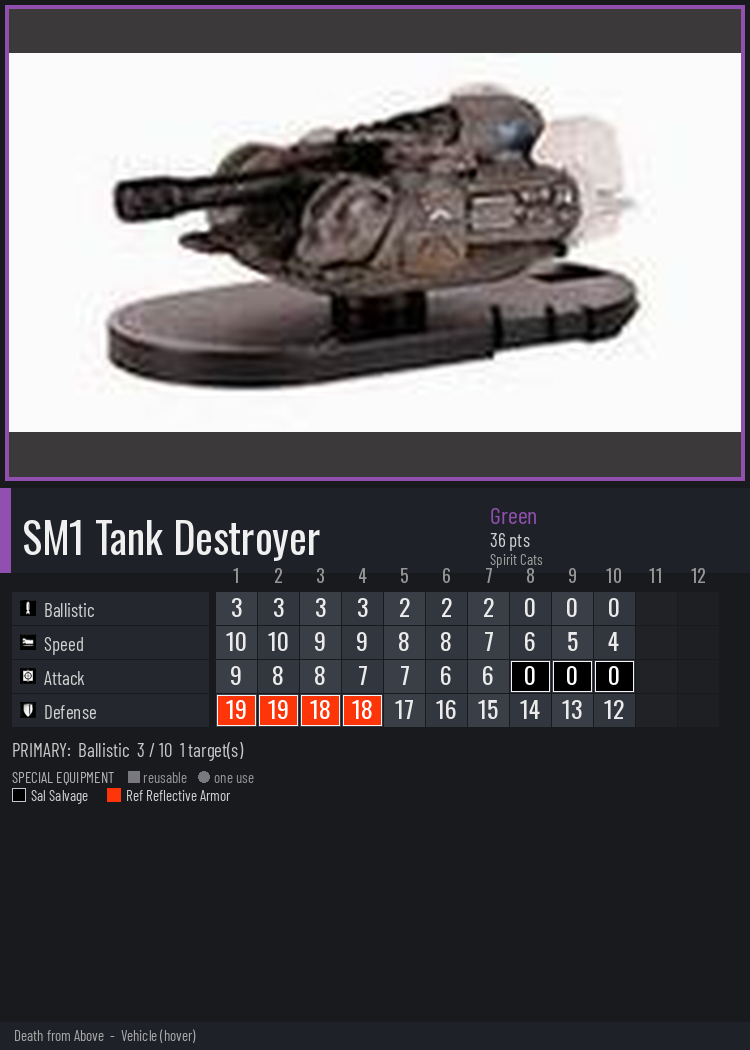 SM1 Tank Destroyer
Green
36 pts
Spirit Cats
1 2 3 4 5 6 7 8 9 10 11 12
Ballistic 3 3 3 3 2 2 2 0 0 0
Speed 10 10 9 9 8 8 7 6 5 4
Attack 9 8 8 7 7 6 6 0 0 0
Defense 19 19 18 18 17 16 15 14 13 12
PRIMARY: Ballistic 3 / 10 1 target(s)
SPECIAL EQUIPMENT reusable one use
Sal Salvage Ref Reflective Armor
Death from Above - Vehicle (hover)